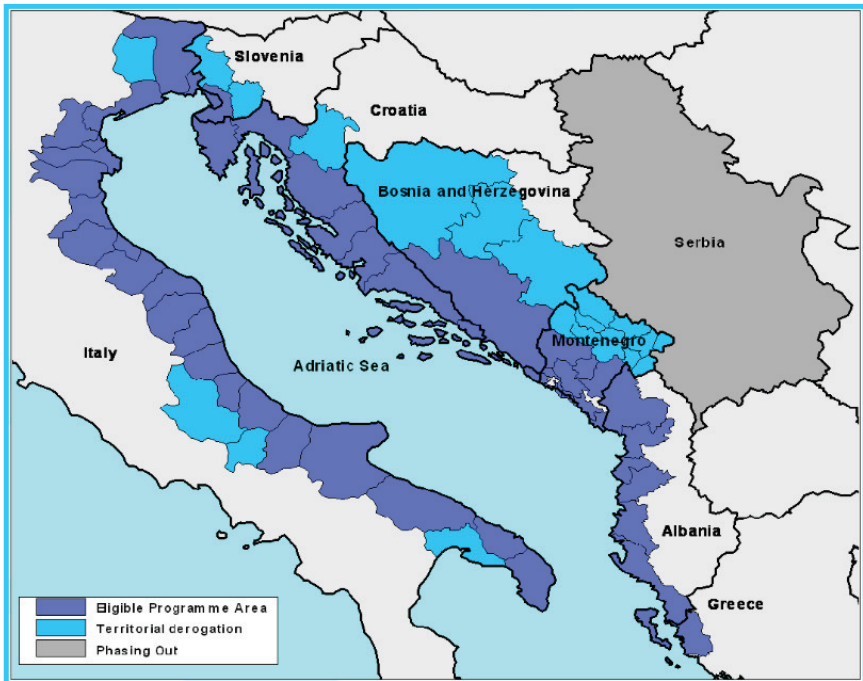 Slovenia
Croatia
Bosnia and Herzegovina
Serbia
Montenegro
Italy
Adriatic Sea
Albania
Greece
Eligible Programme Area
Territorial derogation
Phasing Out